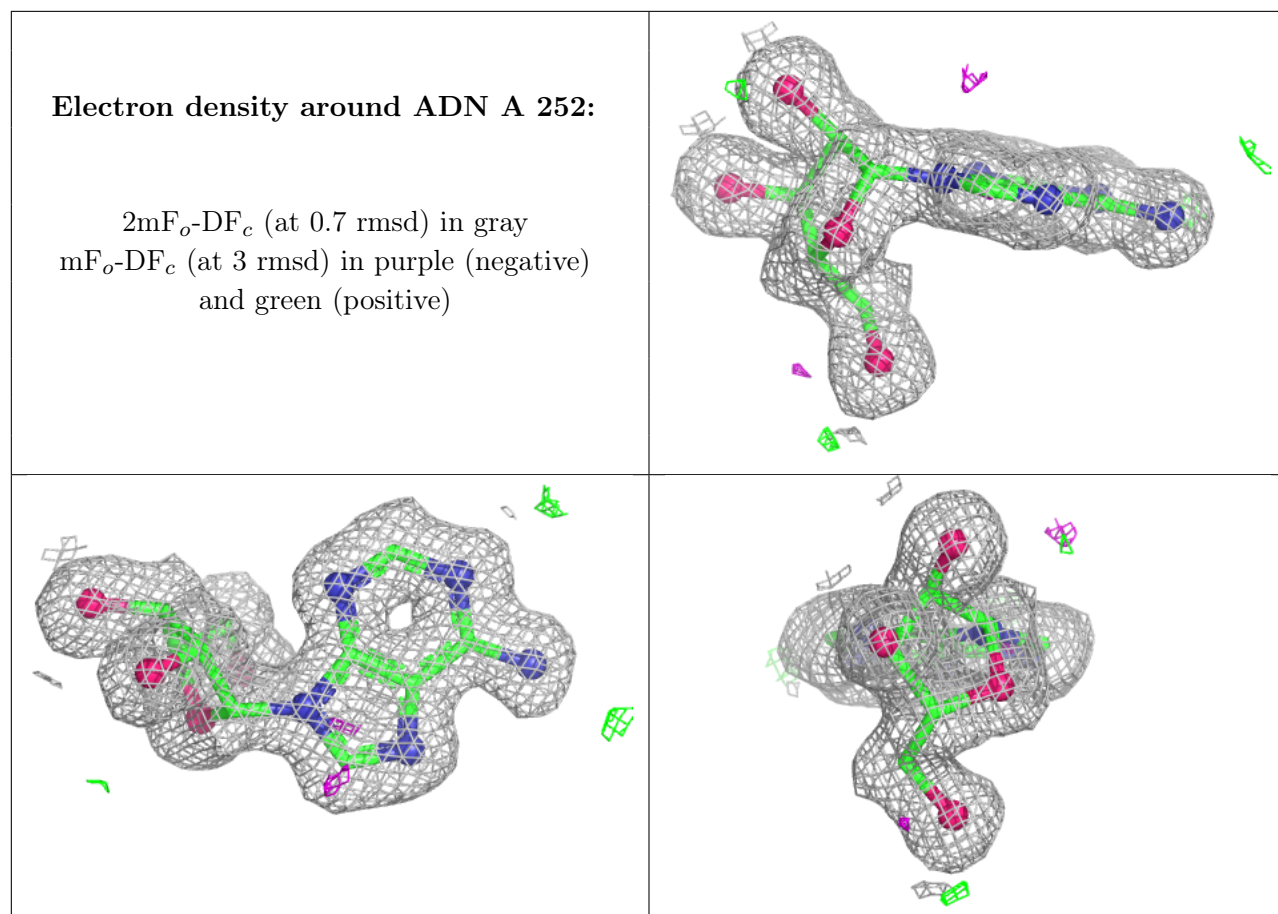 Electron density around ADN A 252:
2mFₒ-DF𝒸 (at 0.7 rmsd) in gray
mFₒ-DF𝒸 (at 3 rmsd) in purple (negative)
and green (positive)